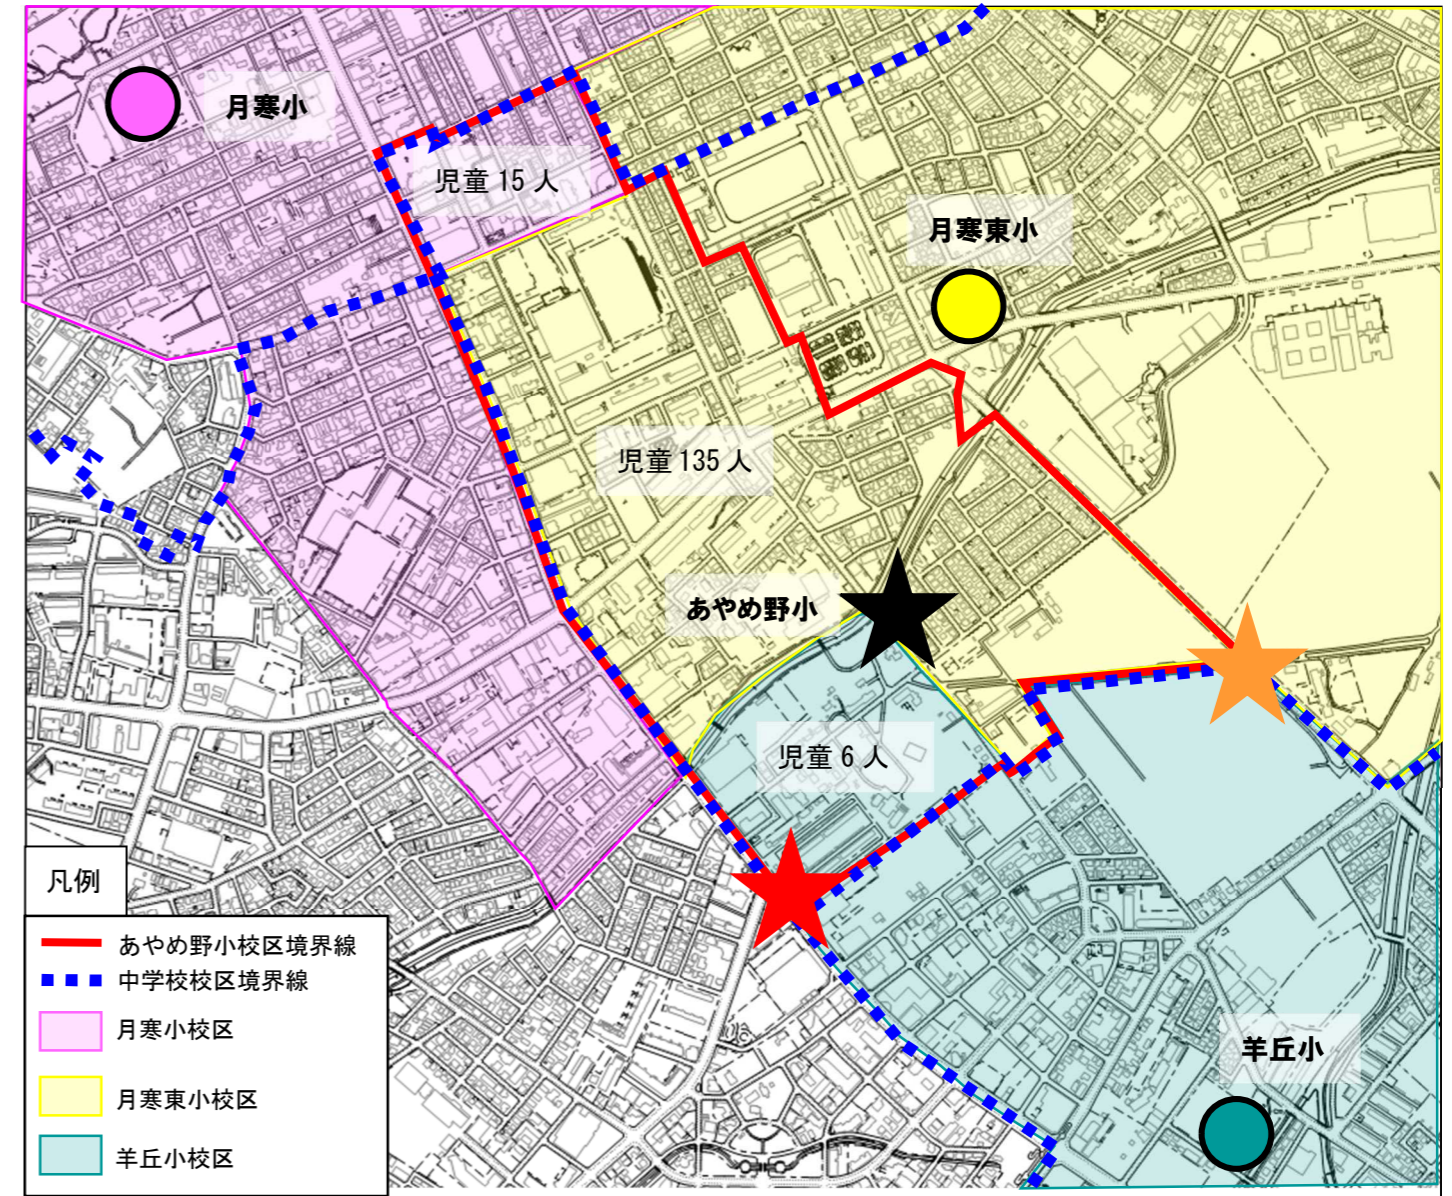 月寒小
児童 15 人
月寒東小
児童 135 人
あやめ野小
児童 6 人
羊丘小
凡例
あやめ野小校区境界線
中学校校区境界線
月寒小校区
月寒東小校区
羊丘小校区